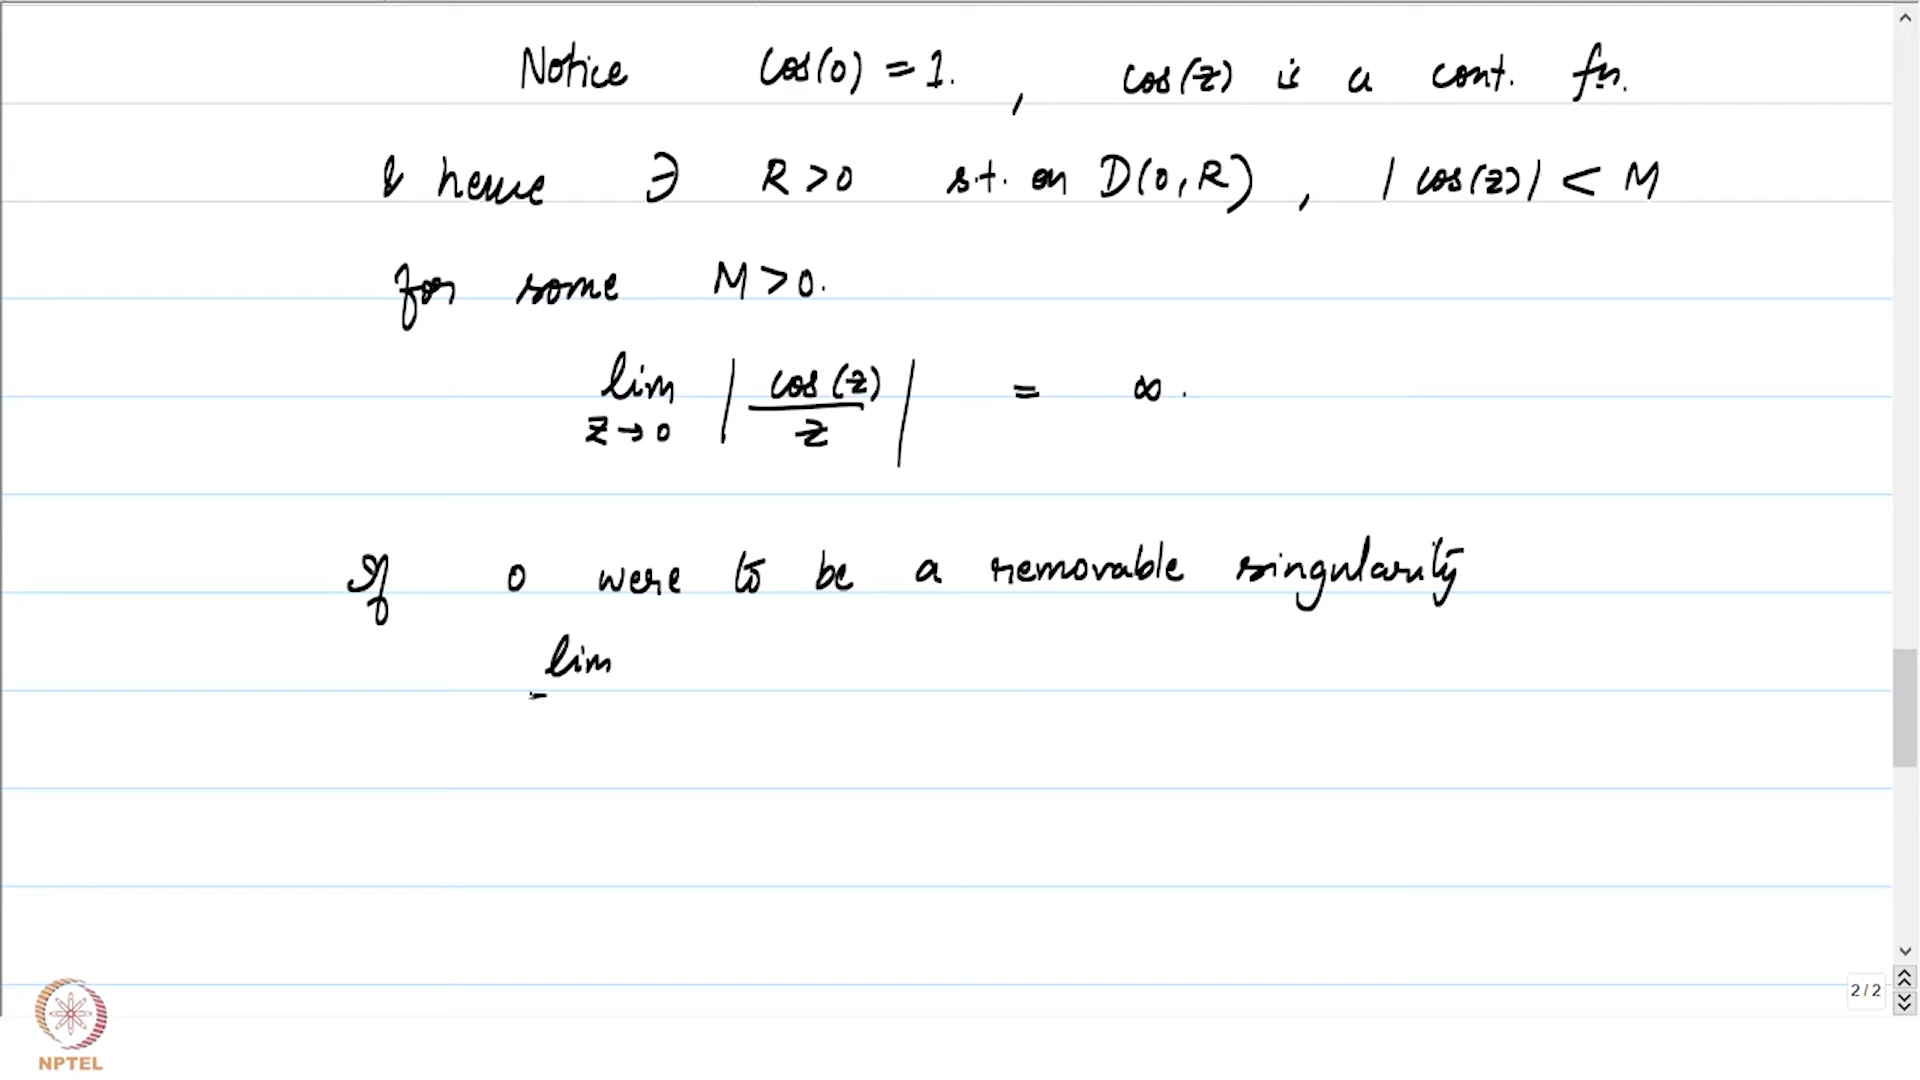 Notice cos(0) = 1. , cos(z) is a cont. fn.
& hence ∃ R > 0 s.t. on D(0, R) , | cos(z) | < M
for some M > 0.
lim z→0 | cos(z) / z | = ∞ .
If 0 were to be a removable singularity
lim
2 / 2
NPTEL